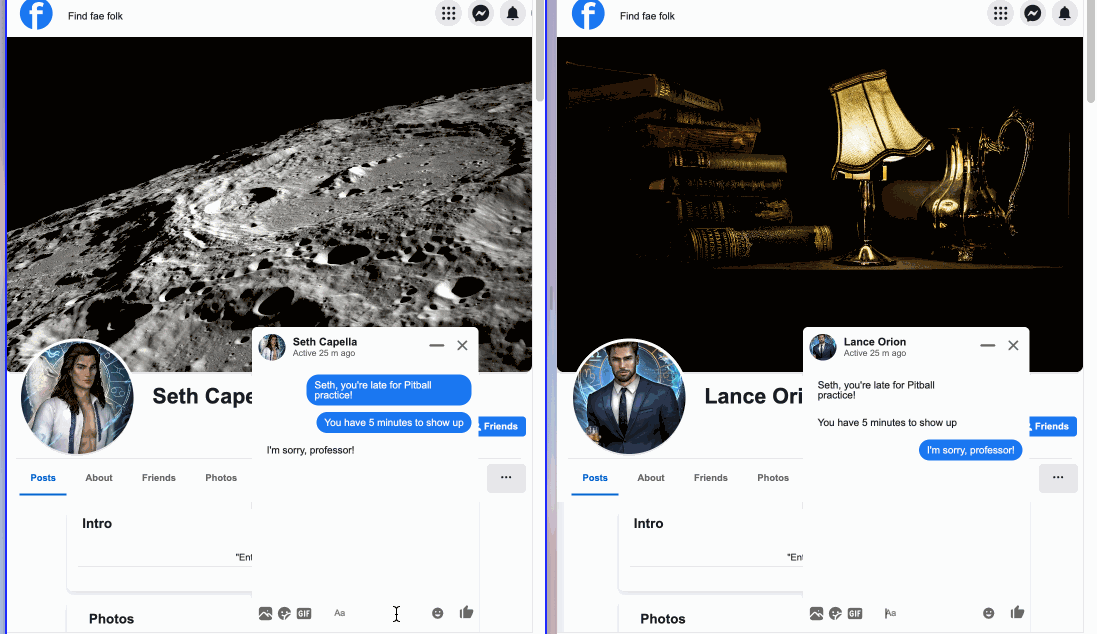 f
Find fae folk
Seth Cape
Friends
Posts
About
Friends
Photos
...
Intro
"Ent
Photos
Seth Capella
Active 25 m ago
Seth, you're late for Pitball
practice!
You have 5 minutes to show up
I'm sorry, professor!
GIF
Aa
f
Find fae folk
Lance Ori
Friends
Posts
About
Friends
Photos
...
Intro
"Ent
Photos
Lance Orion
Active 25 m ago
Seth, you're late for Pitball
practice!
You have 5 minutes to show up
I'm sorry, professor!
GIF
Aa